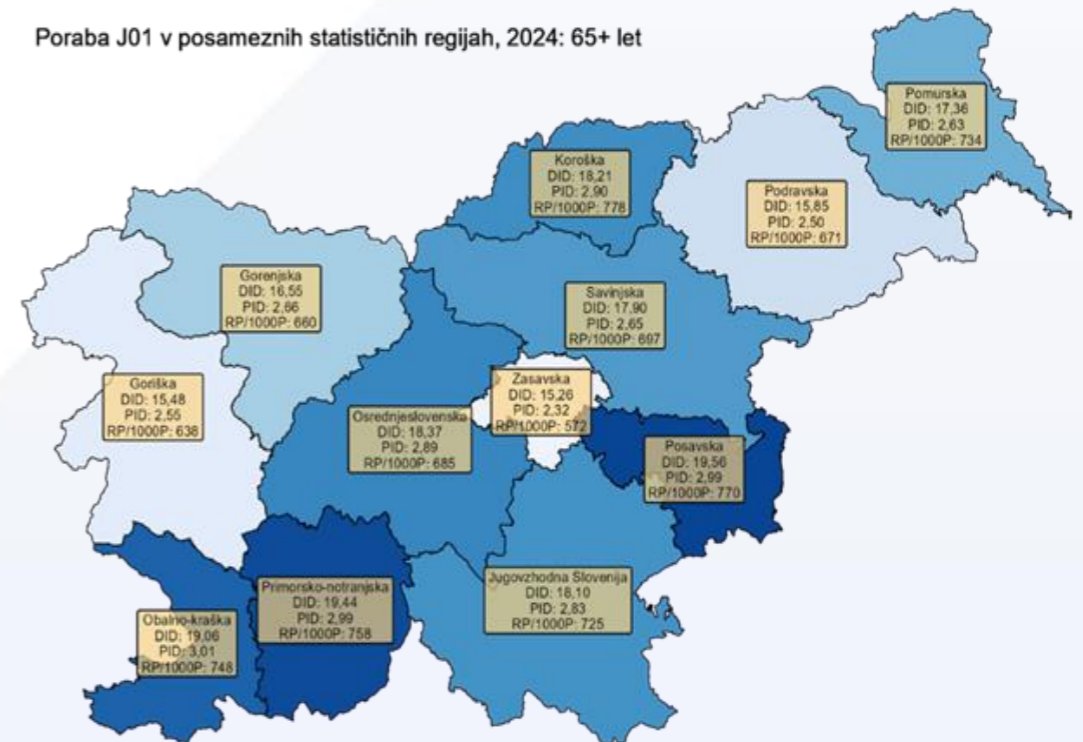 Poraba J01 v posameznih statističnih regijah, 2024: 65+ let
Pomurska
DID: 17,36
PID: 2,63
RP/1000P: 734
Koroška
DID: 18,21
PID: 2,90
RP/1000P: 778
Podravska
DID: 15,85
PID: 2,50
RP/1000P: 671
Gorenjska
DID: 16,55
PID: 2,66
RP/1000P: 660
Savinjska
DID: 17,90
PID: 2,65
RP/1000P: 697
Goriška
DID: 15,48
PID: 2,55
RP/1000P: 638
Zasavska
DID: 15,26
PID: 2,32
RP/1000P: 572
Osrednjeslovenska
DID: 18,37
PID: 2,89
RP/1000P: 685
Posavska
DID: 19,56
PID: 2,99
RP/1000P: 770
Jugovzhodna Slovenija
DID: 18,10
PID: 2,83
RP/1000P: 725
Primorsko-notranjska
DID: 19,44
PID: 2,99
RP/1000P: 758
Obalno-kraška
DID: 19,06
PID: 3,01
RP/1000P: 748